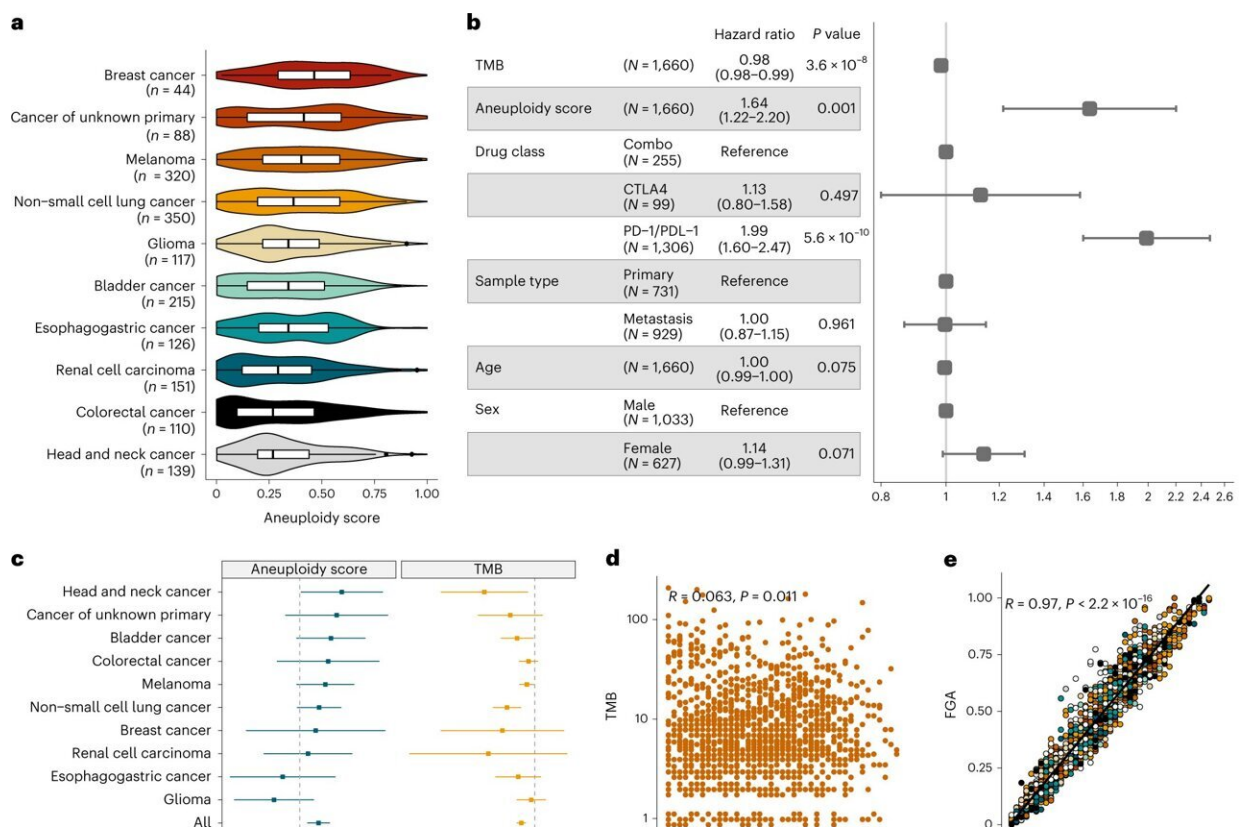 a
Breast cancer
(n = 44)
Cancer of unknown primary
(n = 88)
Melanoma
(n = 320)
Non–small cell lung cancer
(n = 350)
Glioma
(n = 117)
Bladder cancer
(n = 215)
Esophagogastric cancer
(n = 126)
Renal cell carcinoma
(n = 151)
Colorectal cancer
(n = 110)
Head and neck cancer
(n = 139)
0 0.25 0.50 0.75 1.00
Aneuploidy score
b
Hazard ratio P value
TMB (N = 1,660) 0.98 3.6 × 10⁻⁸
(0.98–0.99)
Aneuploidy score (N = 1,660) 1.64 0.001
(1.22–2.20)
Drug class Combo Reference
(N = 255)
CTLA4 1.13 0.497
(N = 99) (0.80–1.58)
PD–1/PDL–1 1.99 5.6 × 10⁻¹⁰
(N = 1,306) (1.60–2.47)
Sample type Primary Reference
(N = 731)
Metastasis 1.00 0.961
(N = 929) (0.87–1.15)
Age (N = 1,660) 1.00 0.075
(0.99–1.00)
Sex Male Reference
(N = 1,033)
Female 1.14 0.071
(N = 627) (0.99–1.31)
0.8 1 1.2 1.4 1.6 1.8 2 2.2 2.4 2.6
c
Aneuploidy score TMB
Head and neck cancer
Cancer of unknown primary
Bladder cancer
Colorectal cancer
Melanoma
Non–small cell lung cancer
Breast cancer
Renal cell carcinoma
Esophagogastric cancer
Glioma
All
d
R = 0.063, P = 0.011
100
10
1
TMB
e
R = 0.97, P < 2.2 × 10⁻¹⁶
1.00
0.75
0.50
0.25
0
FGA